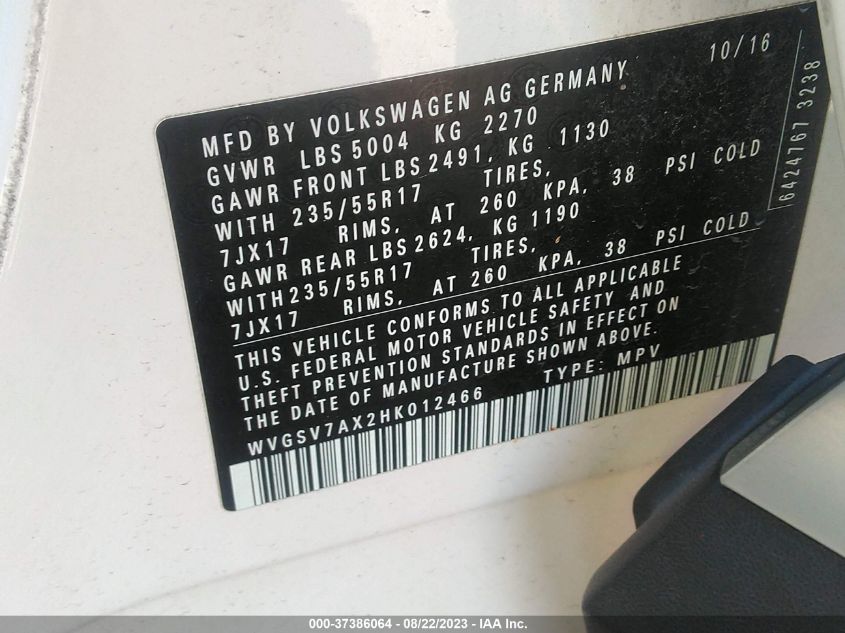 MFD BY VOLKSWAGEN AG GERMANY 10/16
GVWR LBS 5004 KG 2270
GAWR FRONT LBS 2491, KG 1130
WITH 235/55R17 TIRES,
7JX17 RIMS, AT 260 KPA, 38 PSI COLD
GAWR REAR LBS 2624, KG 1190
WITH 235/55R17 TIRES,
7JX17 RIMS, AT 260 KPA, 38 PSI COLD
THIS VEHICLE CONFORMS TO ALL APPLICABLE
U.S. FEDERAL MOTOR VEHICLE SAFETY AND
THEFT PREVENTION STANDARDS IN EFFECT ON
THE DATE OF MANUFACTURE SHOWN ABOVE.
WVGSV7AX2HK012466 TYPE: MPV
6424767 3238
000-37386064 - 08/22/2023 - IAA Inc.